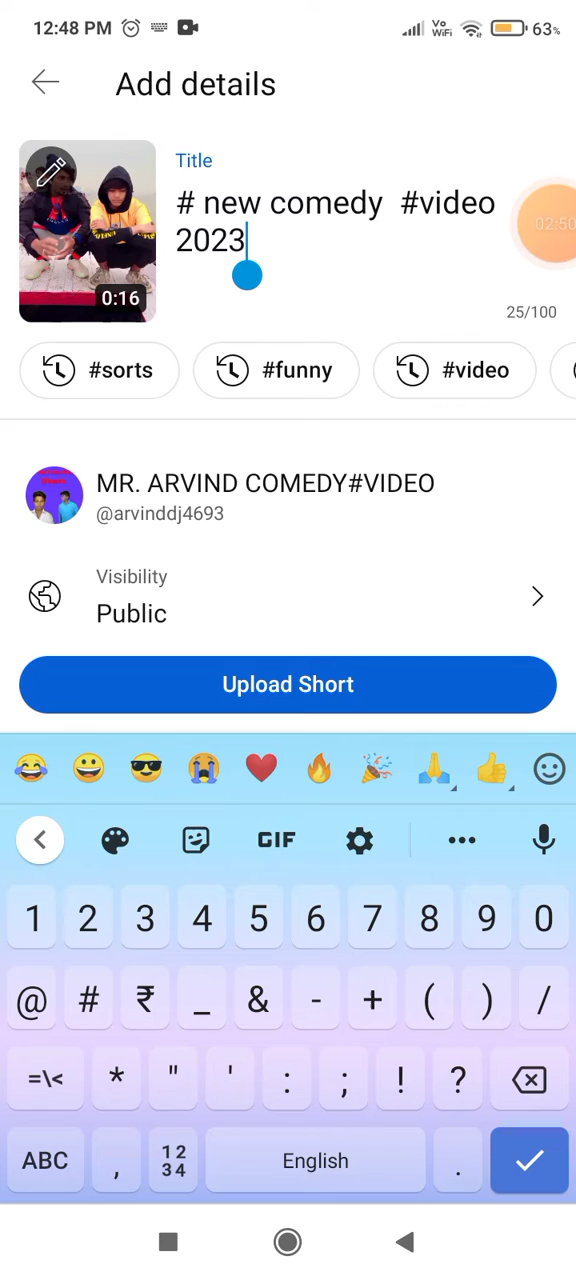 12:48 PM Vo WiFi 63%
Add details
Title
# new comedy #video
2023
02:50
0:16
25/100
#sorts #funny #video
MR. ARVIND COMEDY#VIDEO
@arvinddj4693
Visibility
Public
Upload Short
GIF
1 2 3 4 5 6 7 8 9 0
@ # ₹ _ & - + ( ) /
=\< * " ' : ; ! ?
ABC , 12 34 English .